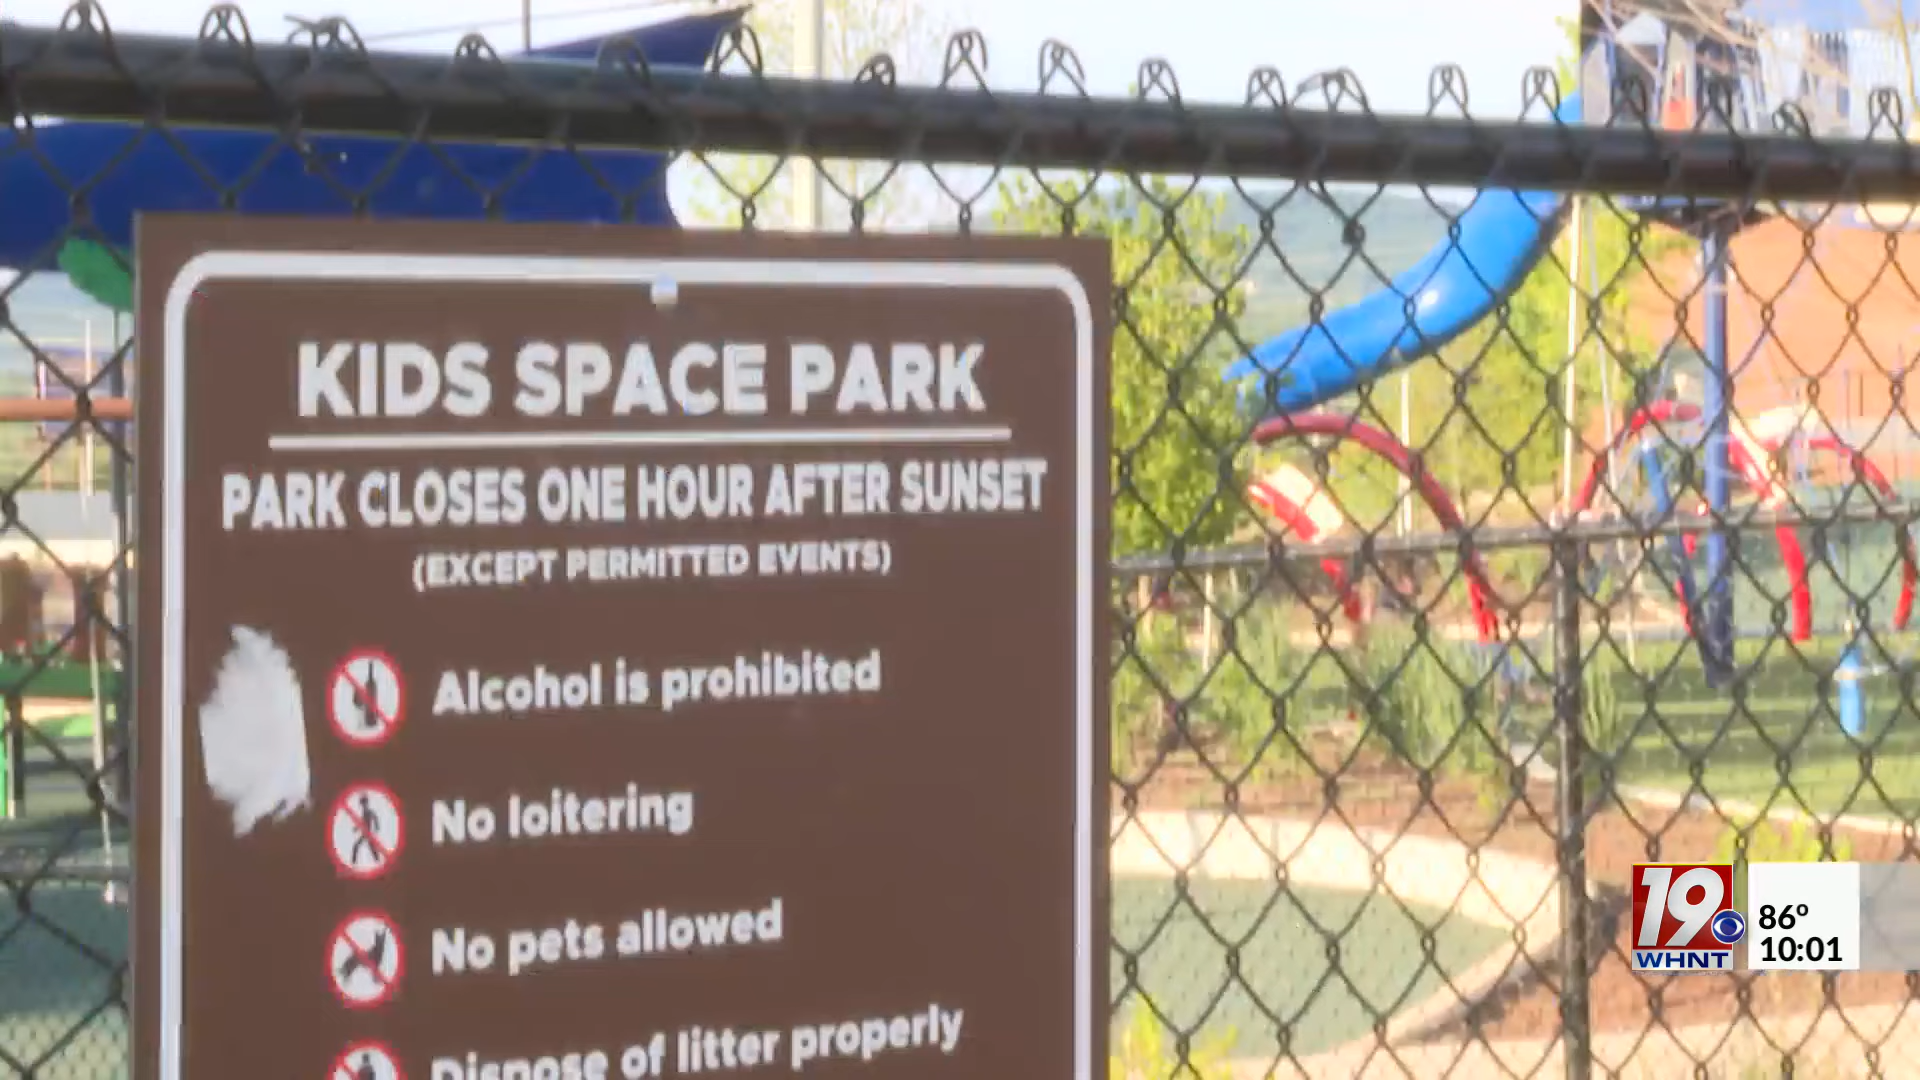 KIDS SPACE PARK
PARK CLOSES ONE HOUR AFTER SUNSET
(EXCEPT PERMITTED EVENTS)
Alcohol is prohibited
No loitering
No pets allowed
Dispose of litter properly
19
WHNT
86º
10:01